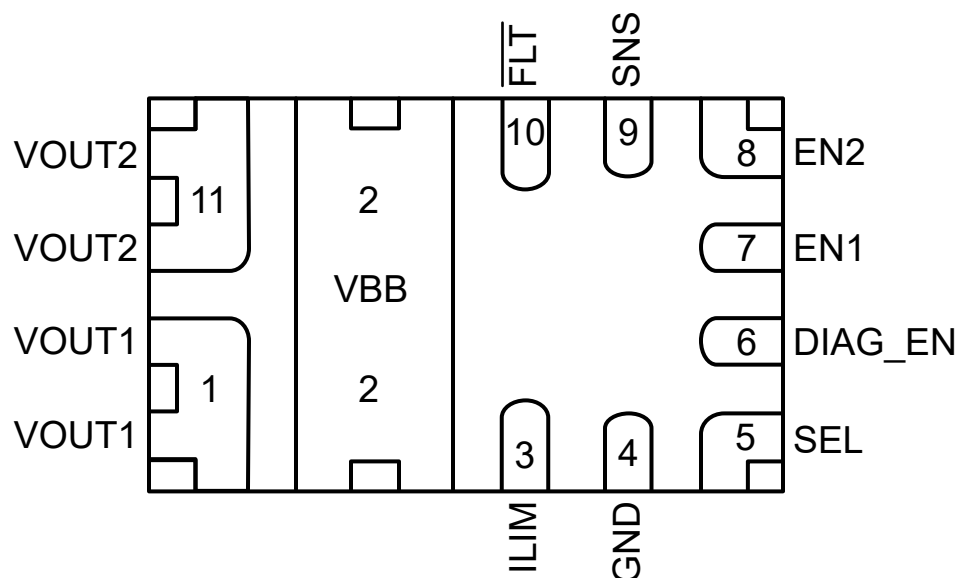 FLT
SNS
10
9
VOUT2
8
EN2
11
2
VOUT2
7
EN1
VBB
VOUT1
6
DIAG_EN
1
2
VOUT1
3
4
5
SEL
ILIM
GND